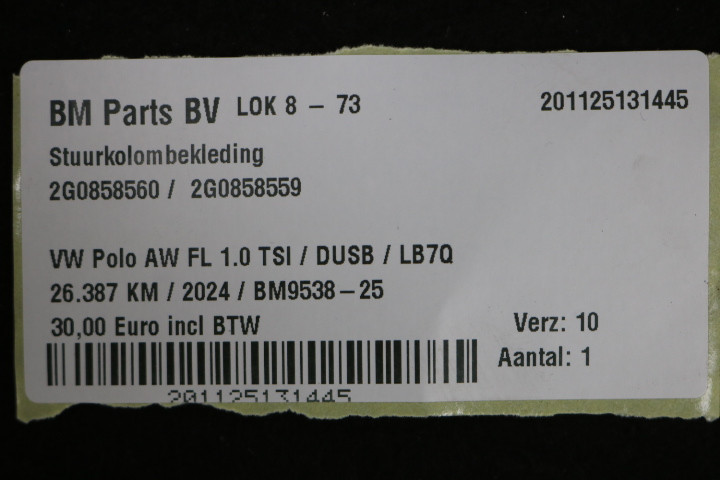 BM Parts BV LOK 8 – 73 201125131445
Stuurkolombekleding
2G0858560 / 2G0858559
VW Polo AW FL 1.0 TSI / DUSB / LB7Q
26.387 KM / 2024 / BM9538–25
30,00 Euro incl BTW Verz: 10
Aantal: 1
201125131445